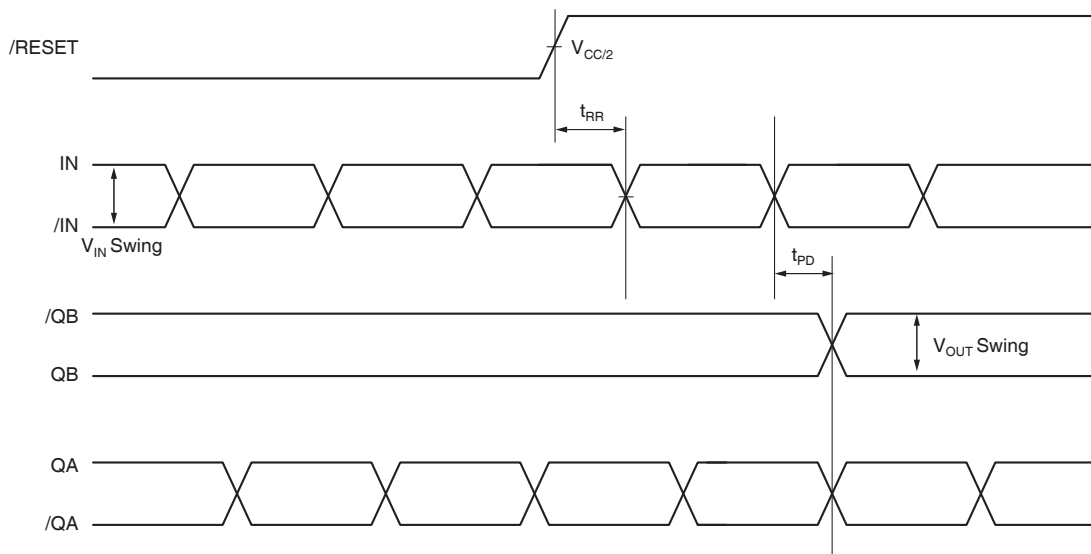 /RESET
VCC/2
tRR
IN
/IN
VIN Swing
tPD
/QB
QB
VOUT Swing
QA
/QA